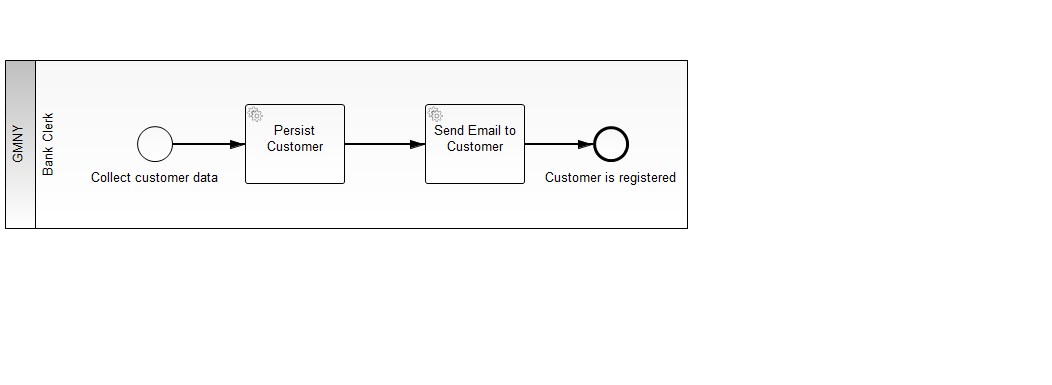 GMNY
Bank Clerk
Collect customer data
Persist
Customer
Send Email to
Customer
Customer is registered